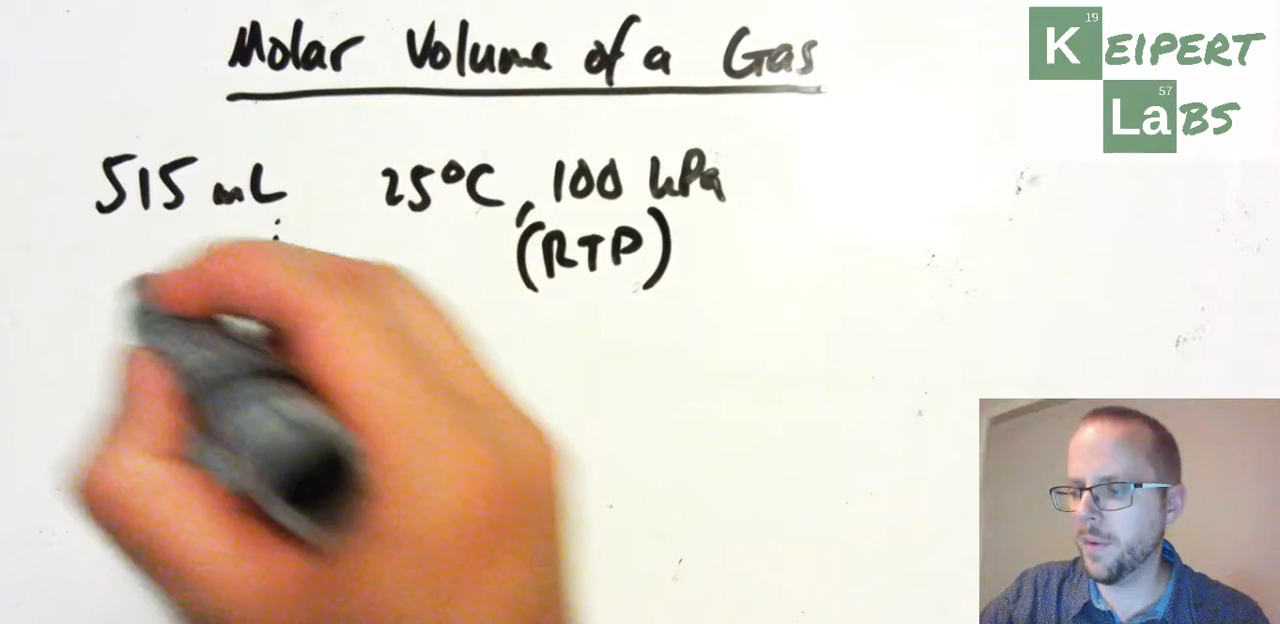 Molar Volume of a Gas
19
KEIPERT
57
LaBS
515 mL 25°C, 100 kPa
(RTP)